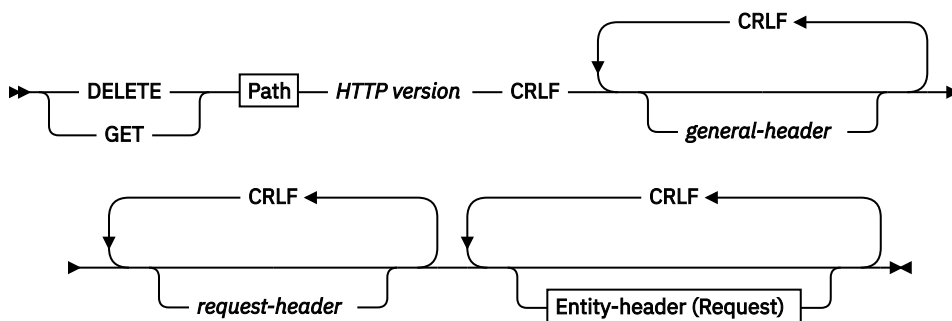 CRLF
DELETE Path HTTP version CRLF
GET
general-header
CRLF CRLF
request-header Entity-header (Request)